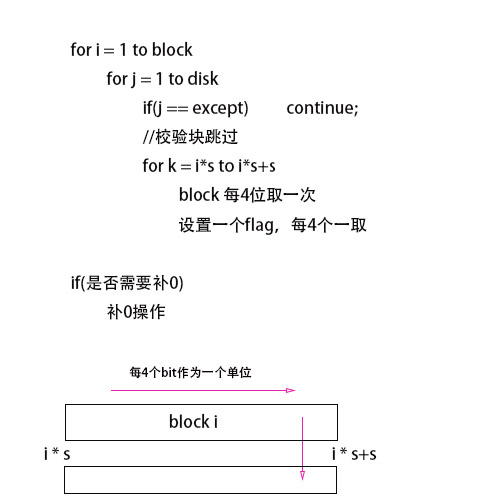 for i = 1 to block
for j = 1 to disk
if(j == except) continue;
//校验块跳过
for k = i*s to i*s+s
block 每4位取一次
设置一个flag，每4个一取
if(是否需要补0)
补0操作
每4个bit作为一个单位
block i
i * s i * s+s